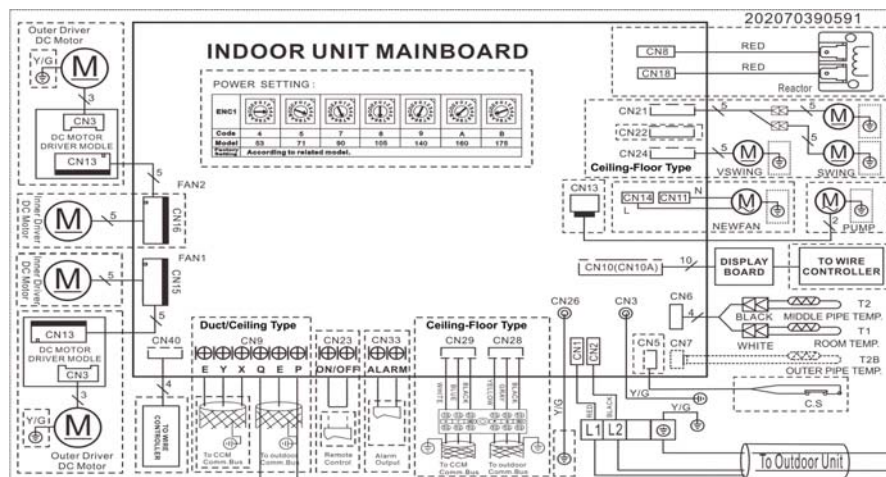 202070390591
Outer Driver
DC Motor
Y/G
M
3
CN3
DC MOTOR
DRIVER MODLE
CN13
5
FAN2
CN16
Inner Driver
DC Motor
M
5
INDOOR UNIT MAINBOARD
POWER SETTING :
ENC1
Code 4 5 7 8 9 A B
Model 53 71 90 105 140 160 176
Factory Setting According to related model.
CN8 RED
CN18 RED
Reactor
CN21 5 5 M
CN22 5
CN24 5 M M
Ceiling-Floor Type VSWING SWING
CN13
CN14 CN11 N
L
M
NEWFAN
M
2
PUMP
FAN1
CN15
Inner Driver
DC Motor
M
5
5
CN13
DC MOTOR
DRIVER MODLE
CN3
3
Y/G
M
Outer Driver
DC Motor
CN10(CN10A) 10
DISPLAY
BOARD
TO WIRE
CONTROLLER
CN26 CN3 CN6
4
T2
BLACK MIDDLE PIPE TEMP.
T1
WHITE ROOM TEMP.
CN5 CN7 T2B
OUTER PIPE TEMP.
C.S
CN1 CN2
Y/G
RED BLACK
Y/G
Y/G
L1 L2
To Outdoor Unit
CN40
4
TO WIRE
CONTROLLER
Duct/Ceiling Type
CN9
E Y X Q E P
To CCM
Comm.Bus
To outdoor
Comm.Bus
CN23
ON/OFF
Remote
Control
CN33
ALARM
Alarm
Output
Ceiling-Floor Type
CN29 CN28
WHITE BLUE BLACK YELLOW GRAY BLACK
To CCM
Comm.Bus
To outdoor
Comm.Bus